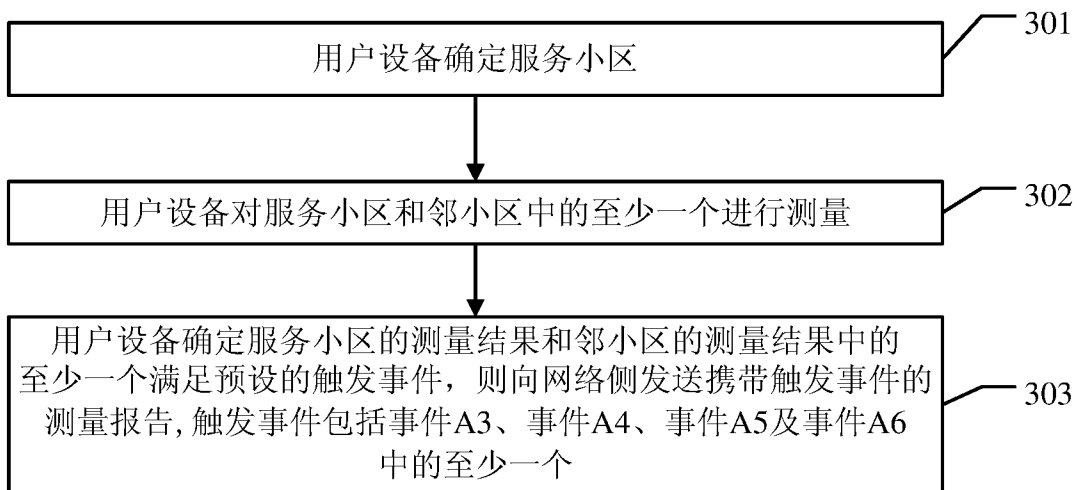 用户设备确定服务小区
301
用户设备对服务小区和邻小区中的至少一个进行测量
302
用户设备确定服务小区的测量结果和邻小区的测量结果中的
至少一个满足预设的触发事件，则向网络侧发送携带触发事件的
测量报告,触发事件包括事件A3、事件A4、事件A5及事件A6
中的至少一个
303